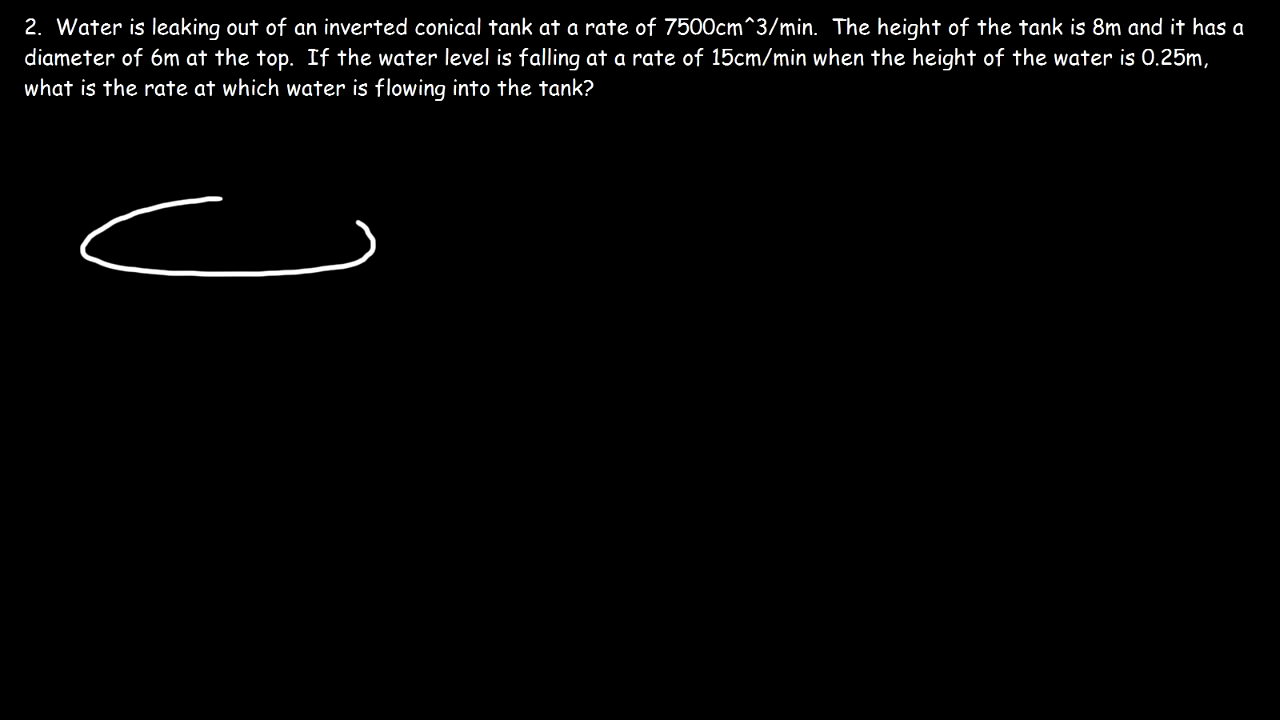 2.  Water is leaking out of an inverted conical tank at a rate of 7500cm^3/min.  The height of the tank is 8m and it has a
diameter of 6m at the top.  If the water level is falling at a rate of 15cm/min when the height of the water is 0.25m,
what is the rate at which water is flowing into the tank?